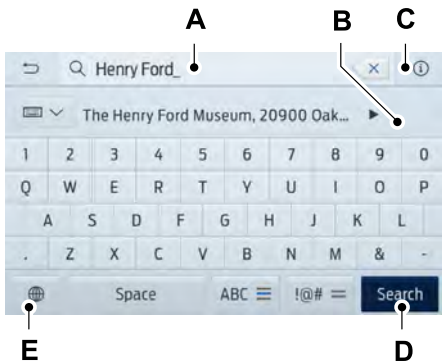 A B C
Henry Ford_
The Henry Ford Museum, 20900 Oak...
1 2 3 4 5 6 7 8 9 0
Q W E R T Y U I O P
A S D F G H J K L
. Z X C V B N M & -
Space ABC !@# = Search
E D